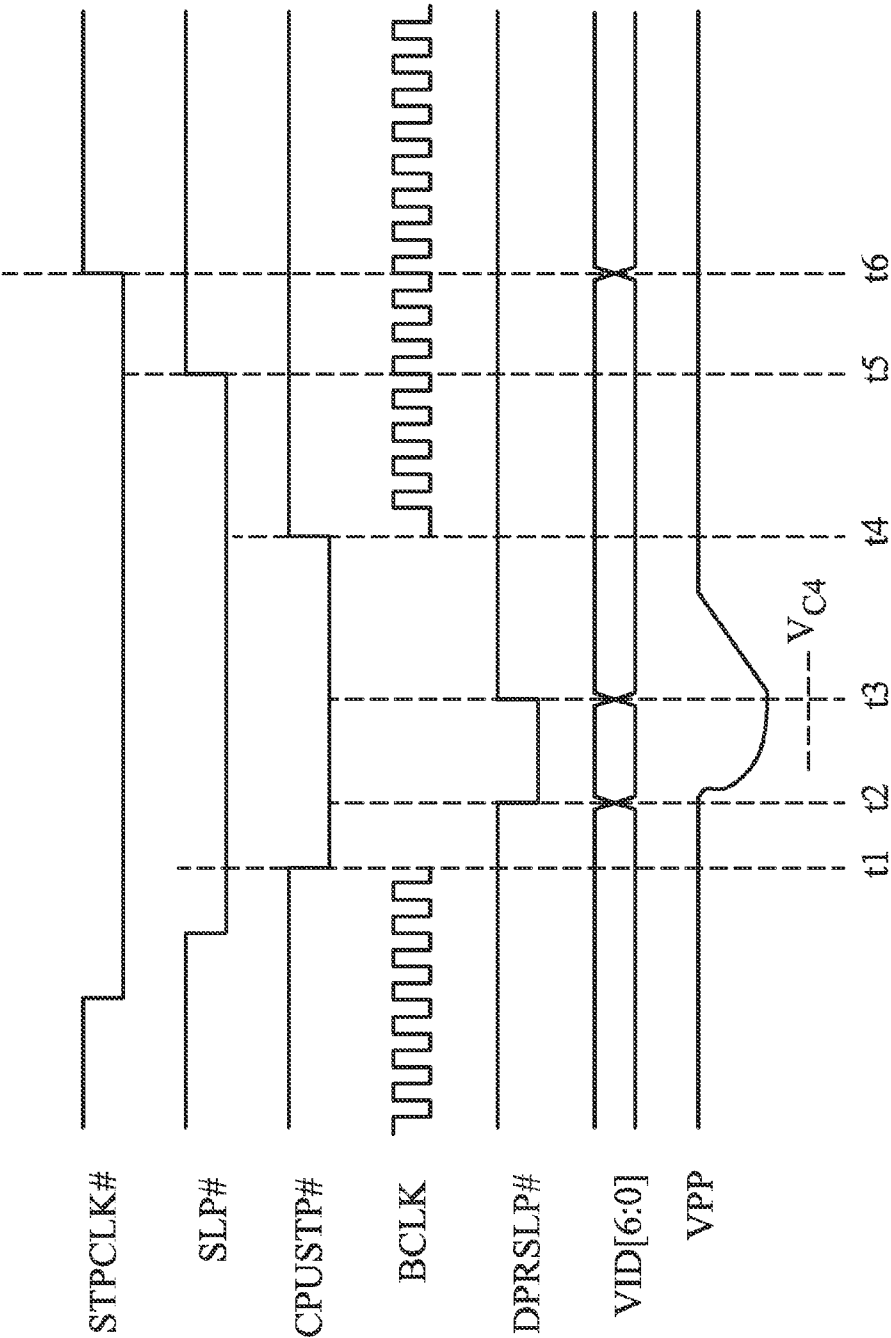 STPCLK#
SLP#
CPUSTP#
BCLK
DPRSLP#
VID[6:0]
VPP
VC4
t1 t2 t3 t4 t5 t6